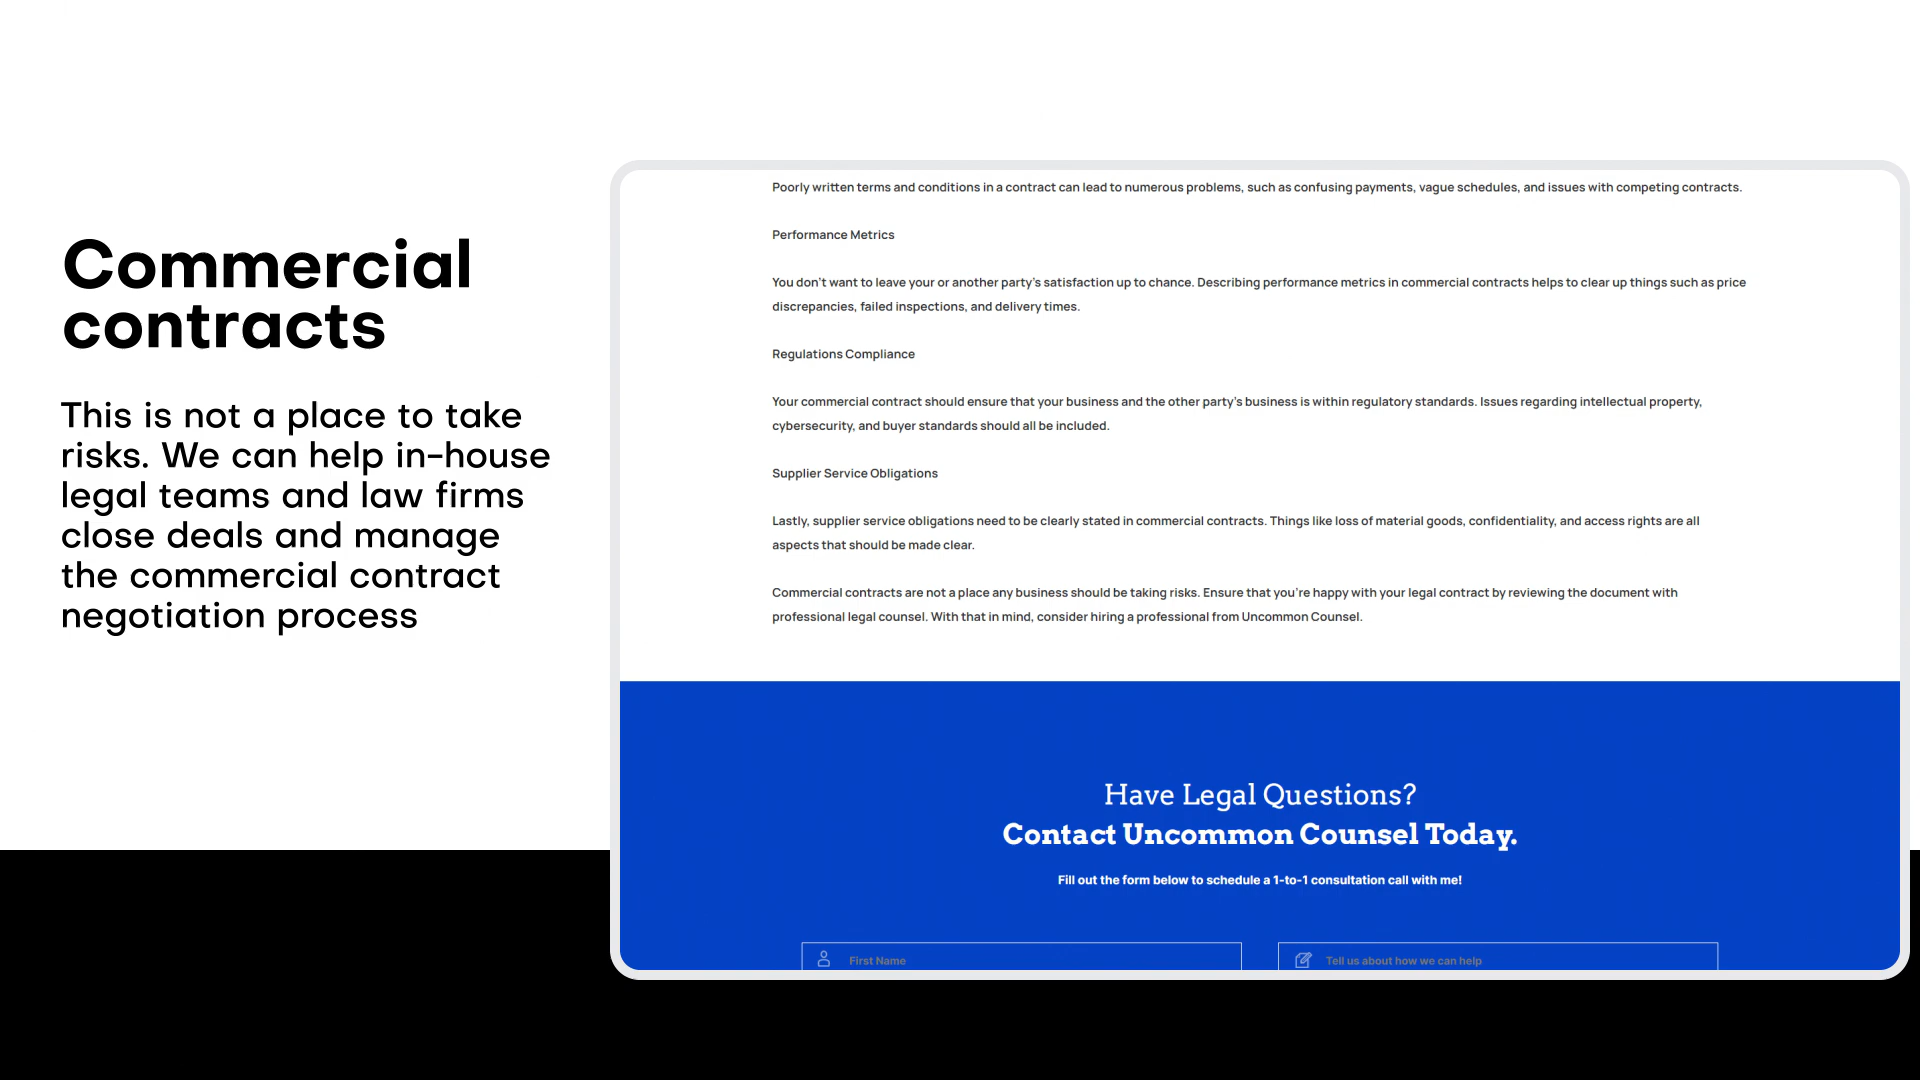 Commercial
contracts
This is not a place to take
risks. We can help in-house
legal teams and law firms
close deals and manage
the commercial contract
negotiation process
Poorly written terms and conditions in a contract can lead to numerous problems, such as confusing payments, vague schedules, and issues with competing contracts.
Performance Metrics
You don't want to leave your or another party's satisfaction up to chance. Describing performance metrics in commercial contracts helps to clear up things such as price
discrepancies, failed inspections, and delivery times.
Regulations Compliance
Your commercial contract should ensure that your business and the other party's business is within regulatory standards. Issues regarding intellectual property,
cybersecurity, and buyer standards should all be included.
Supplier Service Obligations
Lastly, supplier service obligations need to be clearly stated in commercial contracts. Things like loss of material goods, confidentiality, and access rights are all
aspects that should be made clear.
Commercial contracts are not a place any business should be taking risks. Ensure that you're happy with your legal contract by reviewing the document with
professional legal counsel. With that in mind, consider hiring a professional from Uncommon Counsel.
Have Legal Questions?
Contact Uncommon Counsel Today.
Fill out the form below to schedule a 1-to-1 consultation call with me!
First Name
Tell us about how we can help